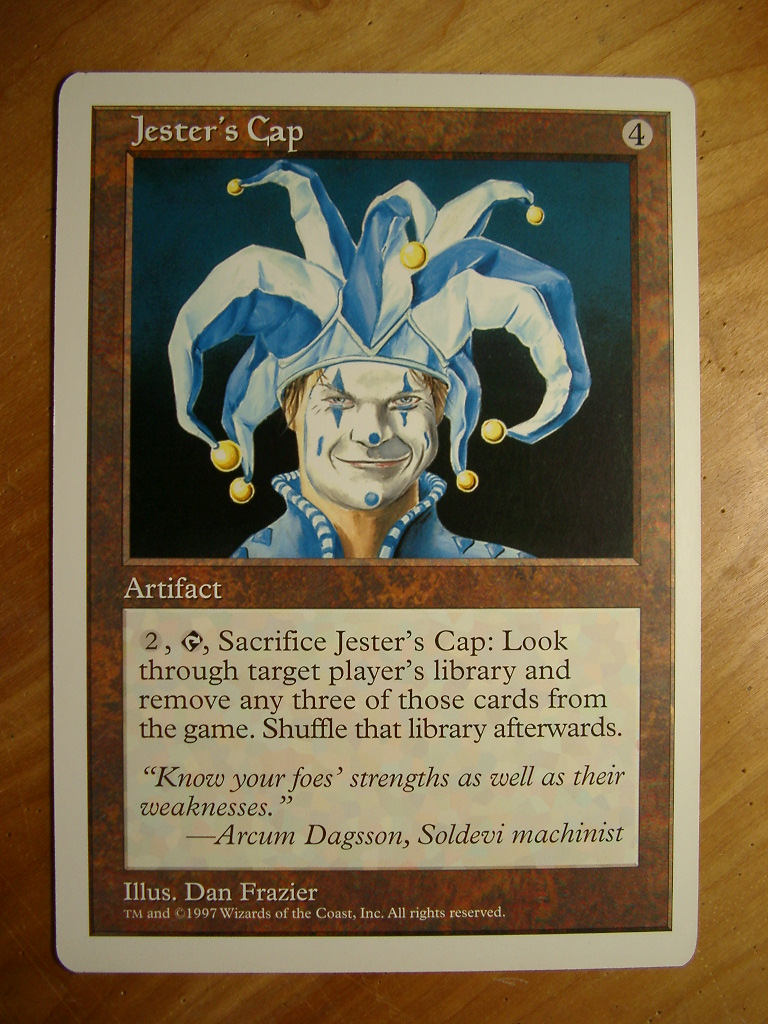 Jester's Cap 4
Artifact
2, Sacrifice Jester's Cap: Look
through target player's library and
remove any three of those cards from
the game. Shuffle that library afterwards.
“Know your foes’ strengths as well as their
weaknesses.”
—Arcum Dagsson, Soldevi machinist
Illus. Dan Frazier
TM and ©1997 Wizards of the Coast, Inc. All rights reserved.